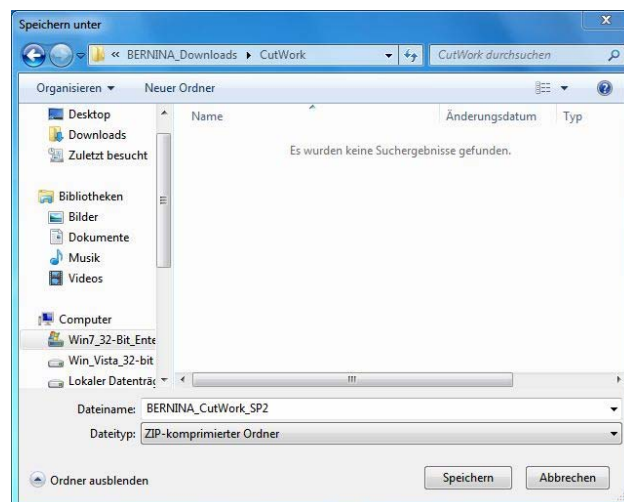 Speichern unter
« BERNINA_Downloads CutWork
CutWork durchsuchen
Organisieren Neuer Ordner
Desktop
Downloads
Zuletzt besucht
Bibliotheken
Bilder
Dokumente
Musik
Videos
Computer
Win7_32-Bit_Ente
Win_Vista_32-bit
Lokaler Datenträg
Name Änderungsdatum Typ
Es wurden keine Suchergebnisse gefunden.
Dateiname: BERNINA_CutWork_SP2
Dateityp: ZIP-komprimierter Ordner
Ordner ausblenden
Speichern Abbrechen